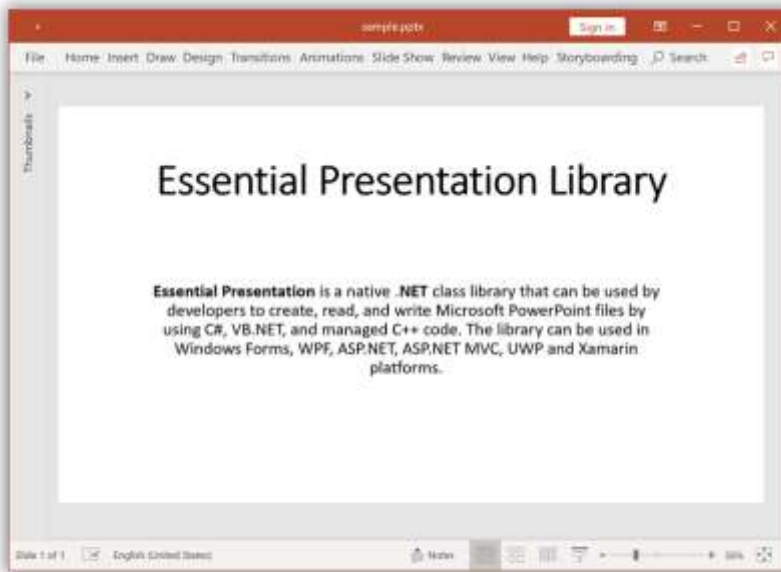 sample.pptx
Sign in
File Home Insert Draw Design Transitions Animations Slide Show Review View Help Storyboarding Search
Thumbnails
Essential Presentation Library
Essential Presentation is a native .NET class library that can be used by
developers to create, read, and write Microsoft PowerPoint files by
using C#, VB.NET, and managed C++ code. The library can be used in
Windows Forms, WPF, ASP.NET, ASP.NET MVC, UWP and Xamarin
platforms.
Slide 1 of 1 English (United States) Notes